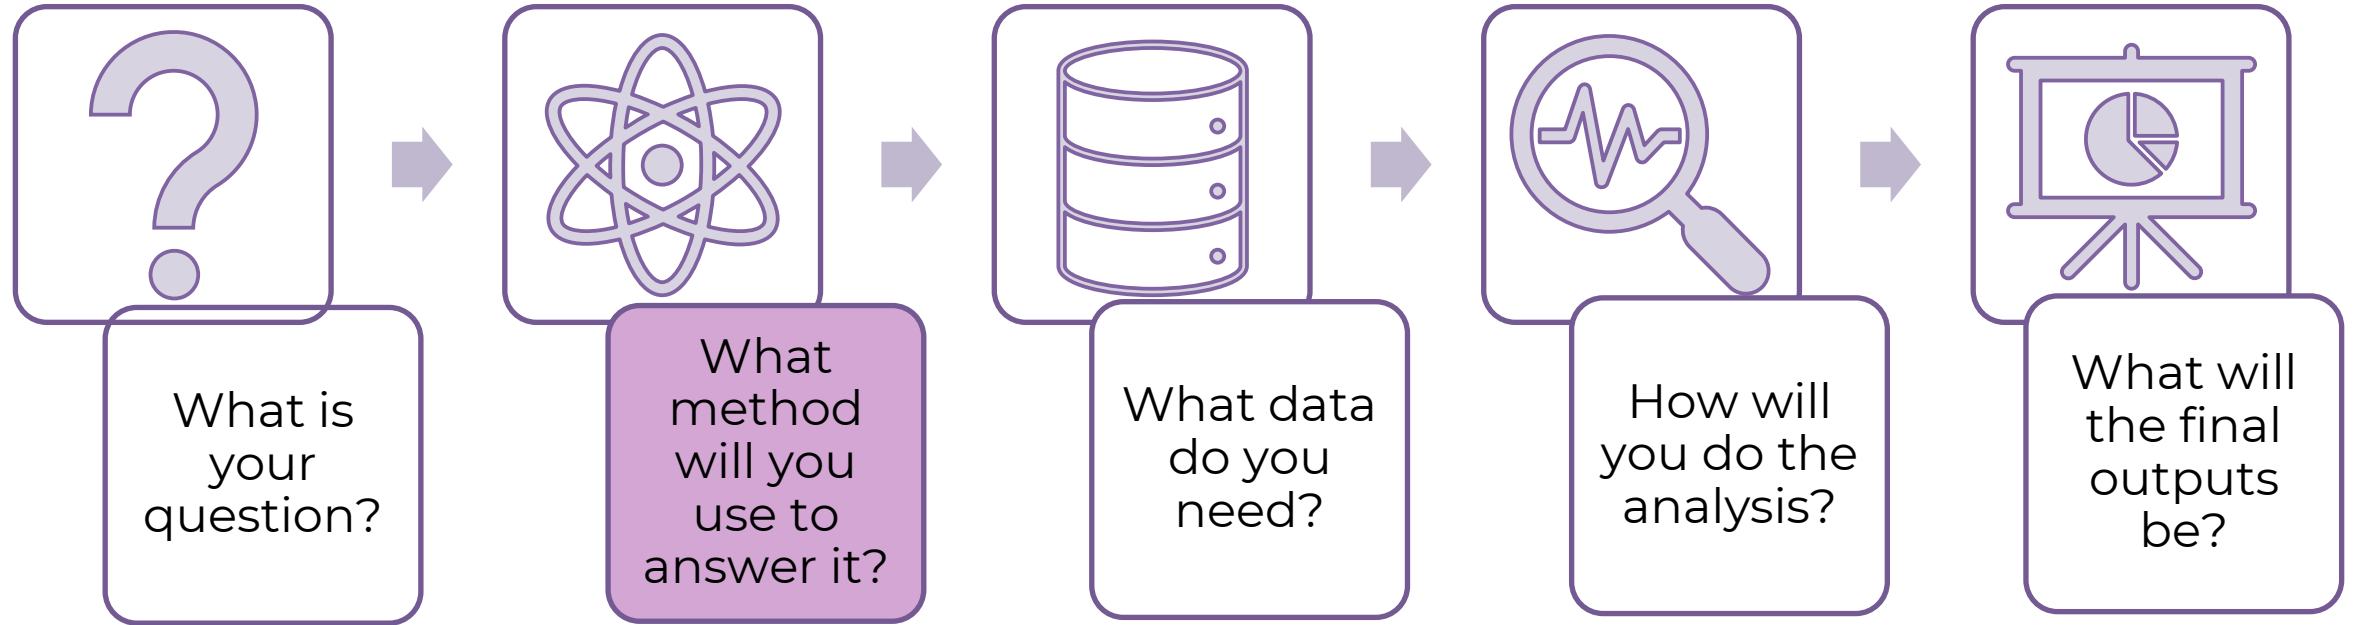 What is
your
question?
What
method
will you
use to
answer it?
What data
do you
need?
How will
you do the
analysis?
What will
the final
outputs
be?